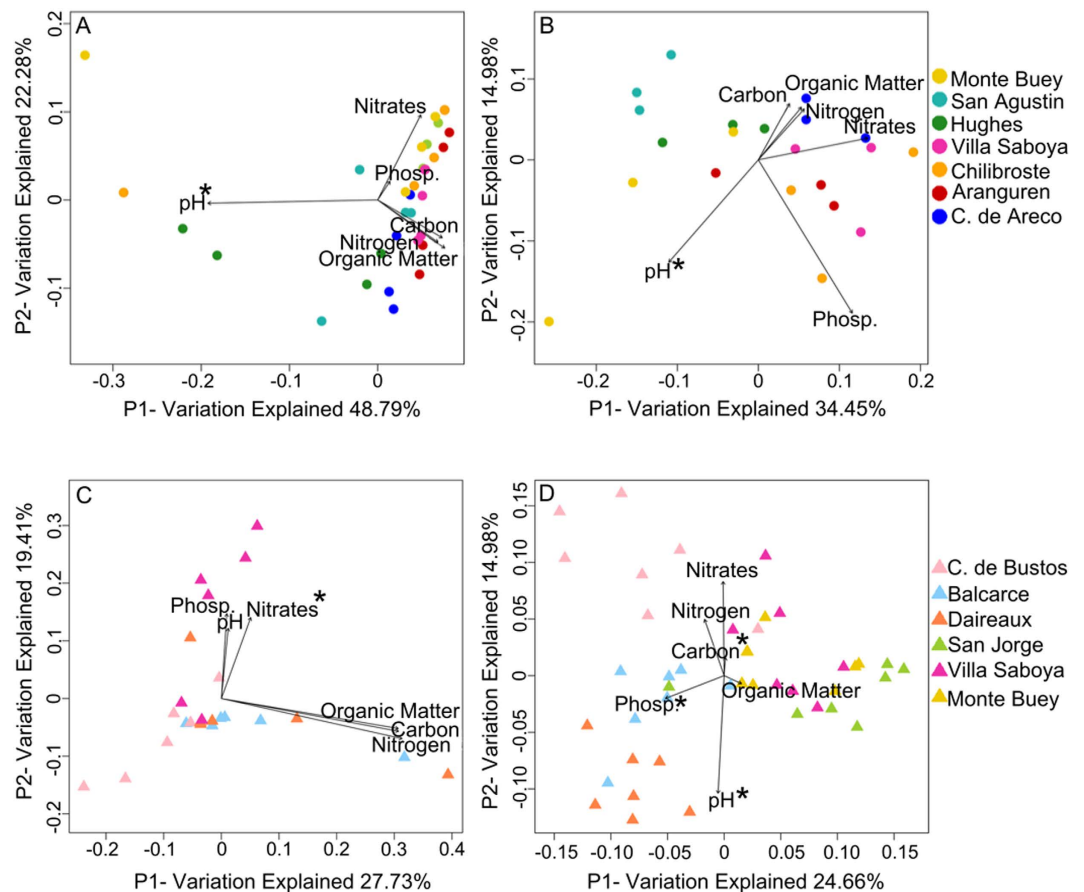 A
P2- Variation Explained 22.28%
0.2
0.1
0
-0.1
Nitrates
Phosp.
pH*
Carbon
Nitrogen
Organic Matter
-0.3 -0.2 -0.1 0
P1- Variation Explained 48.79%
B
P2- Variation Explained 14.98%
0.1
0
-0.1
-0.2
Organic Matter
Carbon
Nitrogen
Nitrates
pH*
Phosp.
-0.2 -0.1 0 0.1 0.2
P1- Variation Explained 34.45%
Monte Buey
San Agustin
Hughes
Villa Saboya
Chilibroste
Aranguren
C. de Areco
C
P2- Variation Explained 19.41%
0.3
0.2
0.1
0
-0.1
-0.2
Phosp.
Nitrates*
pH
Organic Matter
Carbon
Nitrogen
-0.2 -0.1 0 0.1 0.2 0.3 0.4
P1- Variation Explained 27.73%
D
P2- Variation Explained 14.98%
0.15
0.10
0.05
0
-0.05
-0.10
Nitrates
Nitrogen
Carbon*
Organic Matter
Phosp.*
pH*
-0.15 -0.10 -0.05 0 0.05 0.10 0.15
P1- Variation Explained 24.66%
C. de Bustos
Balcarce
Daireaux
San Jorge
Villa Saboya
Monte Buey